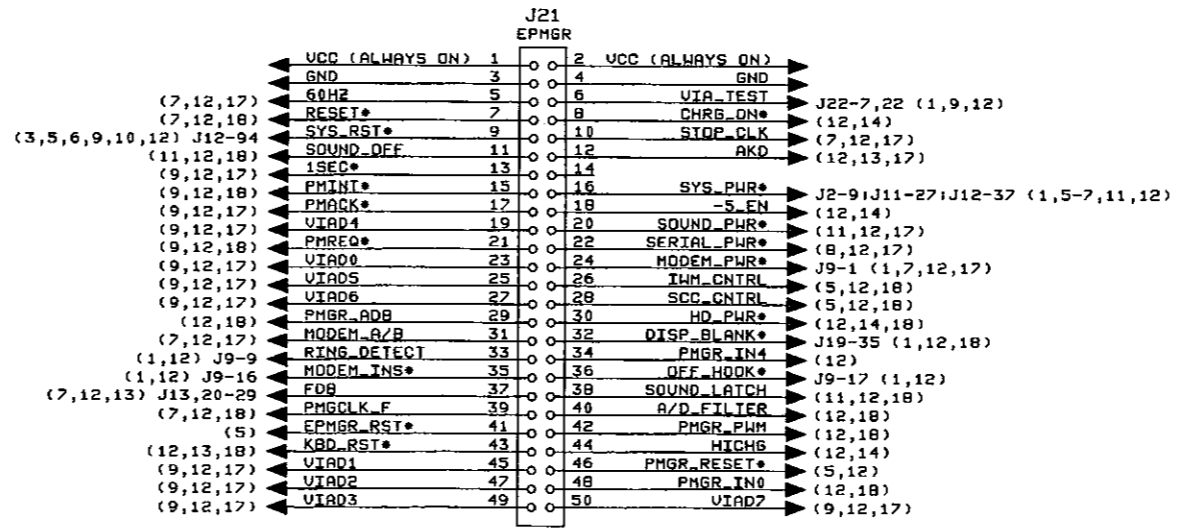 J21
EPMGR
VCC (ALWAYS ON) 1 2 VCC (ALWAYS ON)
GND 3 4 GND
(7,12,17) 60HZ 5 6 VIA_TEST J22-7,22 (1,9,12)
(7,12,18) RESET* 7 8 CHRG_ON* (12,14)
(3,5,6,9,10,12) J12-94 SYS_RST* 9 10 STOP_CLK (7,12,17)
(11,12,18) SOUND_OFF 11 12 AKD (12,13,17)
(9,12,17) 1SEC* 13 14
(9,12,18) PMINT* 15 16 SYS_PWR* J2-9;J11-27;J12-37 (1,5-7,11,12)
(9,12,17) PMACK* 17 18 -5_EN (12,14)
(9,12,17) VIAD4 19 20 SOUND_PWR* (11,12,17)
(9,12,18) PMREQ* 21 22 SERIAL_PWR* (8,12,17)
(9,12,17) VIAD0 23 24 MODEM_PWR* J9-1 (1,7,12,17)
(9,12,17) VIAD5 25 26 IWM_CNTRL (5,12,18)
(9,12,17) VIAD6 27 28 SCC_CNTRL (5,12,18)
(12,18) PMGR_ADB 29 30 HD_PWR* (12,14,18)
(7,12,17) MODEM_A/B 31 32 DISP_BLANK* J19-35 (1,12,18)
(1,12) J9-9 RING_DETECT 33 34 PMGR_IN4 (12)
(1,12) J9-16 MODEM_INS* 35 36 OFF_HOOK* J9-17 (1,12)
(7,12,13) J13,20-29 FDB 37 38 SOUND_LATCH (11,12,18)
(7,12,18) PMGCLK_F 39 40 A/D_FILTER (12,18)
(5) EPMGR_RST* 41 42 PMGR_PWM (12,18)
(12,13,18) KBD_RST* 43 44 HICHG (12,14)
(9,12,17) VIAD1 45 46 PMGR_RESET* (5,12)
(9,12,17) VIAD2 47 48 PMGR_IN0 (12,18)
(9,12,17) VIAD3 49 50 VIAD7 (9,12,17)